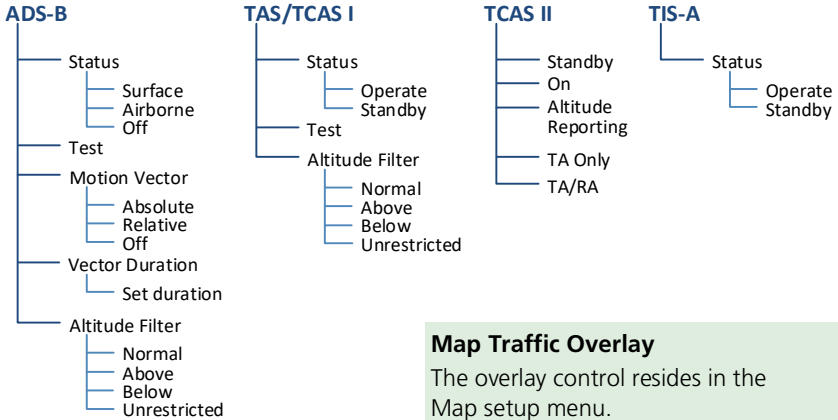 ADS-B
Status
Surface
Airborne
Off
Test
Motion Vector
Absolute
Relative
Off
Vector Duration
Set duration
Altitude Filter
Normal
Above
Below
Unrestricted
TAS/TCAS I
Status
Operate
Standby
Test
Altitude Filter
Normal
Above
Below
Unrestricted
TCAS II
Standby
On
Altitude
Reporting
TA Only
TA/RA
TIS-A
Status
Operate
Standby
Map Traffic Overlay
The overlay control resides in the
Map setup menu.